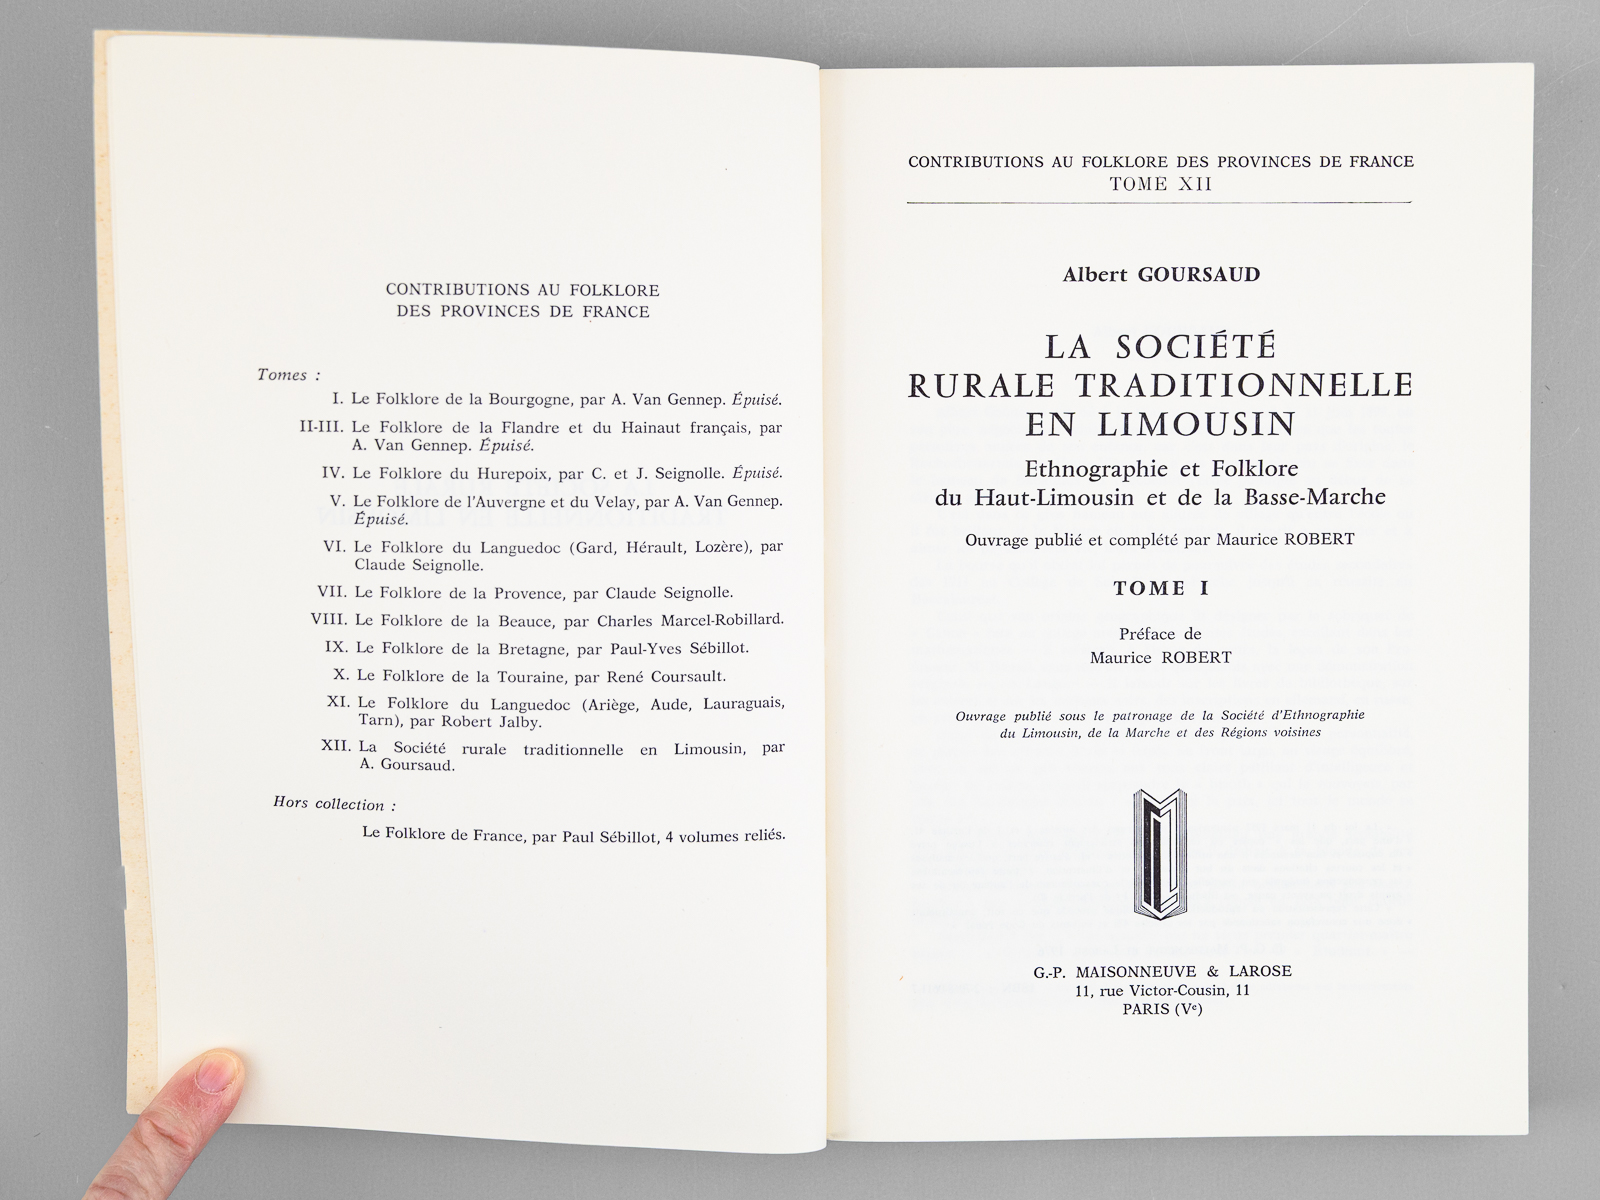 CONTRIBUTIONS AU FOLKLORE
DES PROVINCES DE FRANCE
Tomes :
I. Le Folklore de la Bourgogne, par A. Van Gennep. Épuisé.
II-III. Le Folklore de la Flandre et du Hainaut français, par
A. Van Gennep. Épuisé.
IV. Le Folklore du Hurepoix, par C. et J. Seignolle. Épuisé.
V. Le Folklore de l'Auvergne et du Velay, par A. Van Gennep.
Épuisé.
VI. Le Folklore du Languedoc (Gard, Hérault, Lozère), par
Claude Seignolle.
VII. Le Folklore de la Provence, par Claude Seignolle.
VIII. Le Folklore de la Beauce, par Charles Marcel-Robillard.
IX. Le Folklore de la Bretagne, par Paul-Yves Sébillot.
X. Le Folklore de la Touraine, par René Coursault.
XI. Le Folklore du Languedoc (Ariège, Aude, Lauraguais,
Tarn), par Robert Jalby.
XII. La Société rurale traditionnelle en Limousin, par
A. Goursaud.
Hors collection :
Le Folklore de France, par Paul Sébillot, 4 volumes reliés.
CONTRIBUTIONS AU FOLKLORE DES PROVINCES DE FRANCE
TOME XII
Albert GOURSAUD
LA SOCIÉTÉ
RURALE TRADITIONNELLE
EN LIMOUSIN
Ethnographie et Folklore
du Haut-Limousin et de la Basse-Marche
Ouvrage publié et complété par Maurice ROBERT
TOME I
Préface de
Maurice ROBERT
Ouvrage publié sous le patronage de la Société d'Ethnographie
du Limousin, de la Marche et des Régions voisines
G.-P. MAISONNEUVE & LAROSE
11, rue Victor-Cousin, 11
PARIS (Ve)